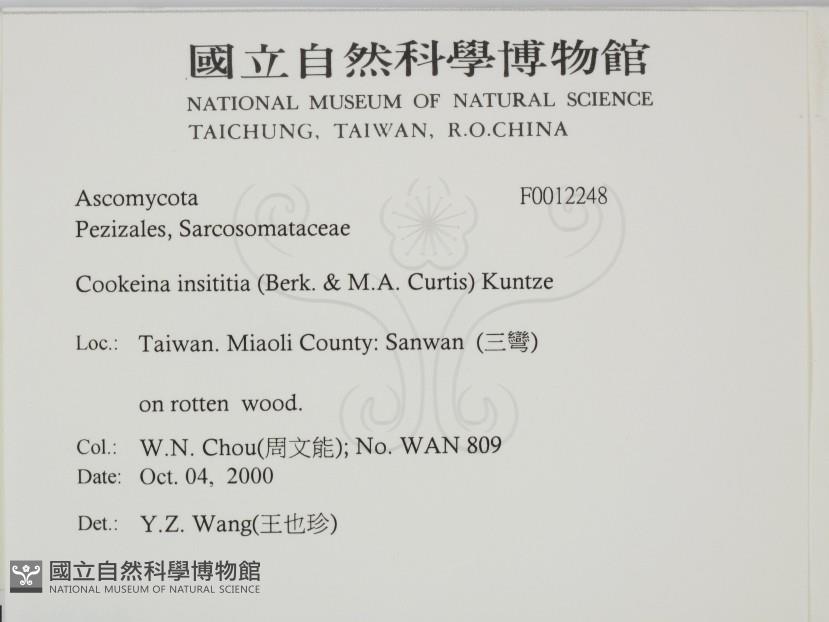 國立自然科學博物館
NATIONAL MUSEUM OF NATURAL SCIENCE
TAICHUNG, TAIWAN, R.O.CHINA
Ascomycota F0012248
Pezizales, Sarcosomataceae
Cookeina insititia (Berk. & M.A. Curtis) Kuntze
Loc.: Taiwan. Miaoli County: Sanwan (三彎)
on rotten wood.
Col.: W.N. Chou(周文能); No. WAN 809
Date: Oct. 04, 2000
Det.: Y.Z. Wang(王也珍)
國立自然科學博物館
NATIONAL MUSEUM OF NATURAL SCIENCE